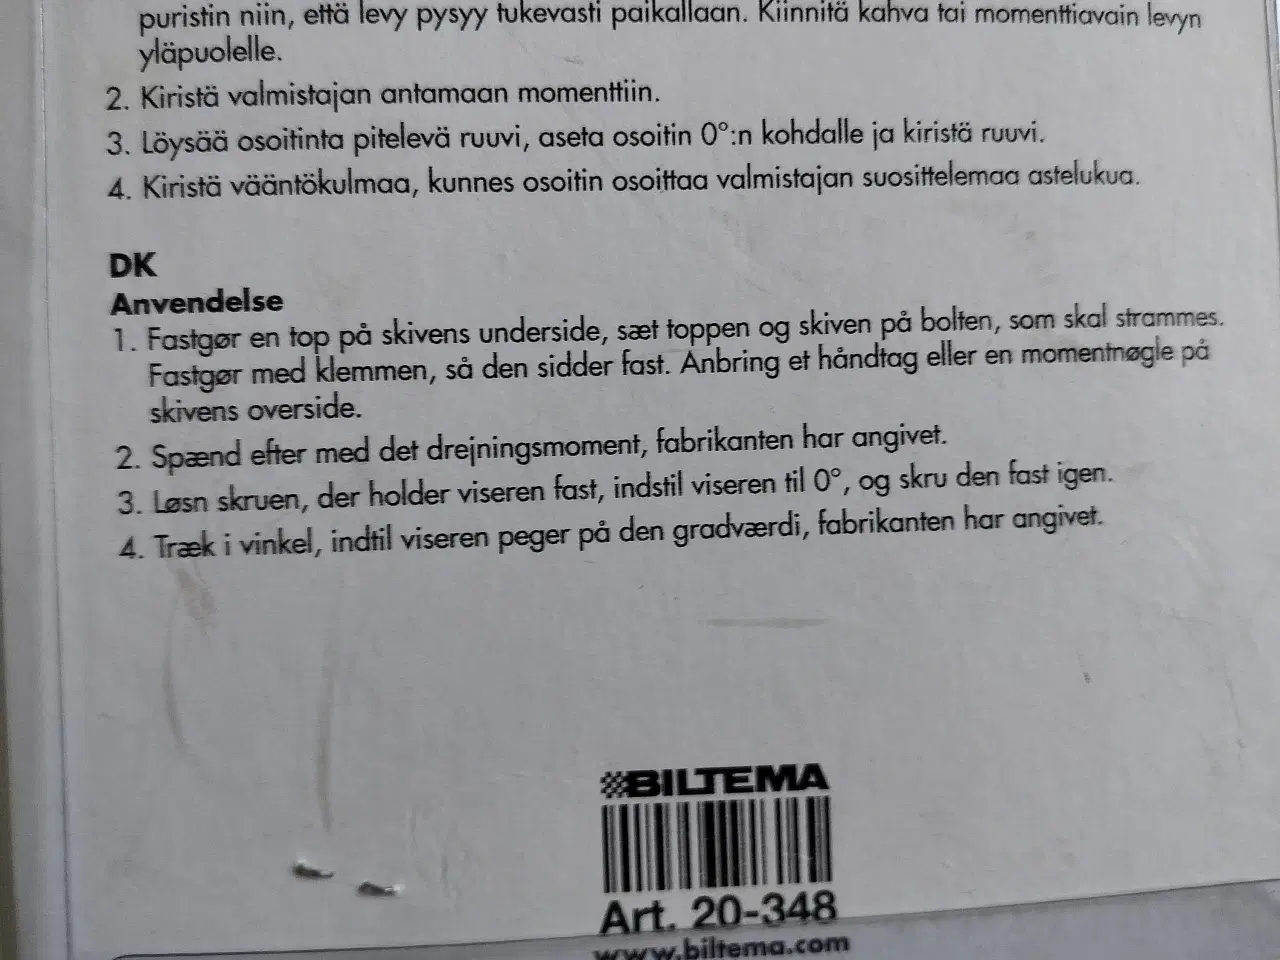 puristin niin, että levy pysyy tukevasti paikallaan. Kiinnitä kahva tai momenttiavain levyn
yläpuolelle.
2. Kiristä valmistajan antamaan momenttiin.
3. Löysää osoitinta pitelevä ruuvi, aseta osoitin 0°:n kohdalle ja kiristä ruuvi.
4. Kiristä vääntökulmaa, kunnes osoitin osoittaa valmistajan suosittelemaa astelukua.
DK
Anvendelse
1. Fastgør en top på skivens underside, sæt toppen og skiven på bolten, som skal strammes.
Fastgør med klemmen, så den sidder fast. Anbring et håndtag eller en momentnøgle på
skivens overside.
2. Spænd efter med det drejningsmoment, fabrikanten har angivet.
3. Løsn skruen, der holder viseren fast, indstil viseren til 0°, og skru den fast igen.
4. Træk i vinkel, indtil viseren peger på den gradværdi, fabrikanten har angivet.
BILTEMA
Art. 20-348
www.biltema.com